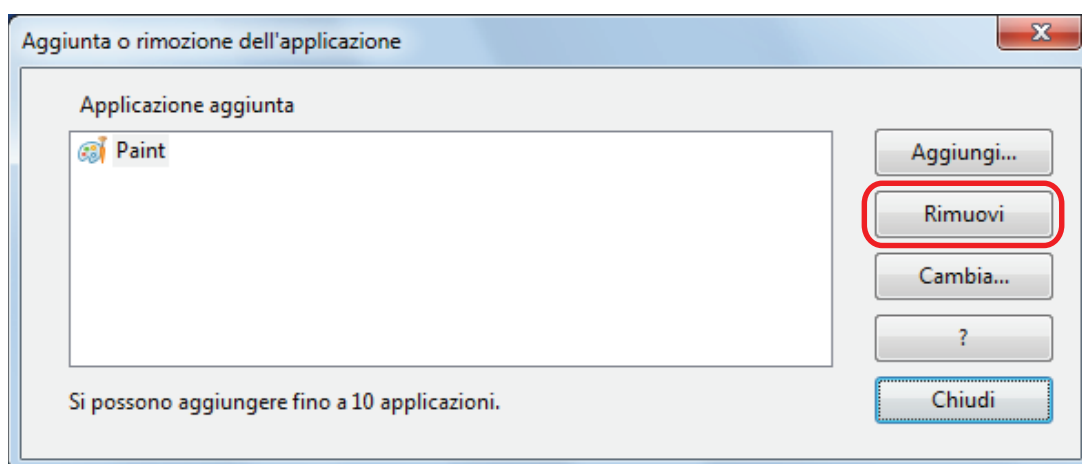 Aggiunta o rimozione dell'applicazione
Applicazione aggiunta
Paint
Aggiungi...
Rimuovi
Cambia...
?
Chiudi
Si possono aggiungere fino a 10 applicazioni.